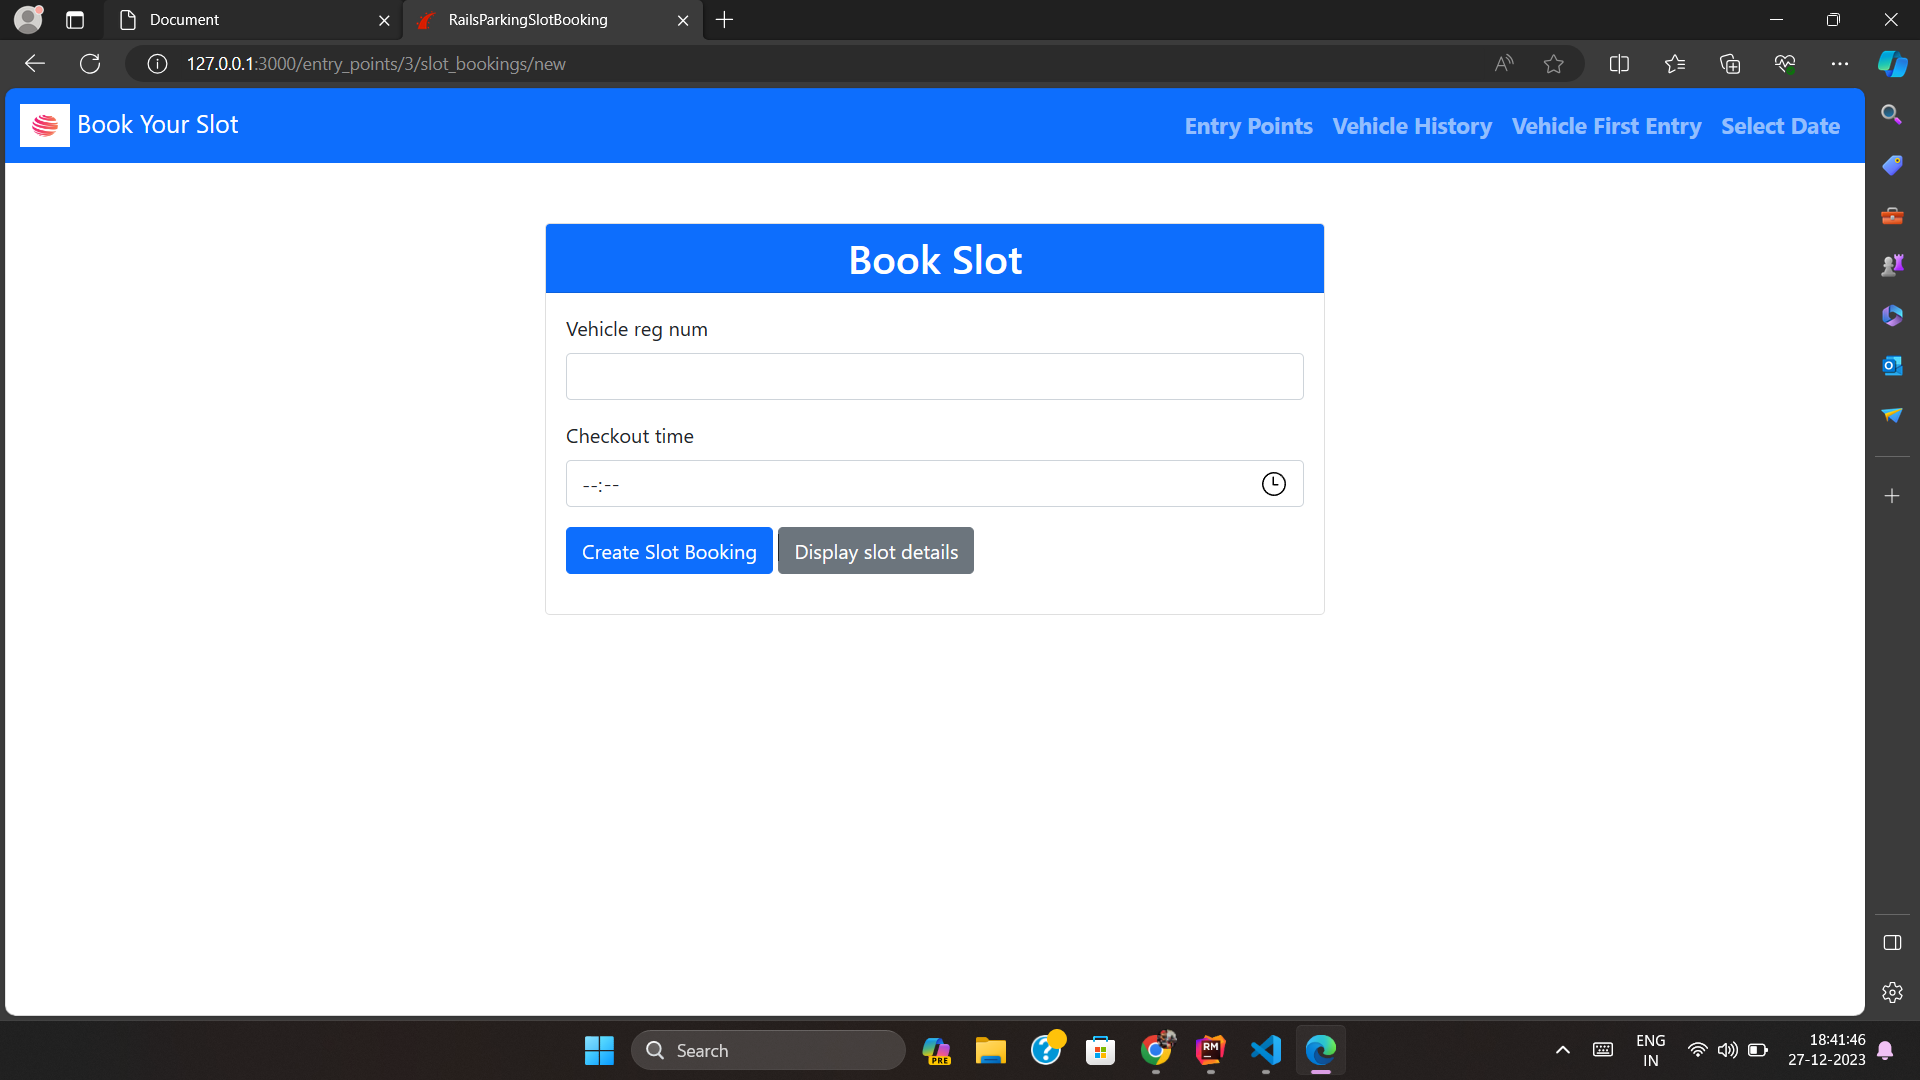 Document
RailsParkingSlotBooking
127.0.0.1:3000/entry_points/3/slot_bookings/new
Book Your Slot
Entry Points Vehicle History Vehicle First Entry Select Date
Book Slot
Vehicle reg num
Checkout time
--:--
Create Slot Booking Display slot details
Search
PRE
RM
ENG
IN
18:41:46
27-12-2023